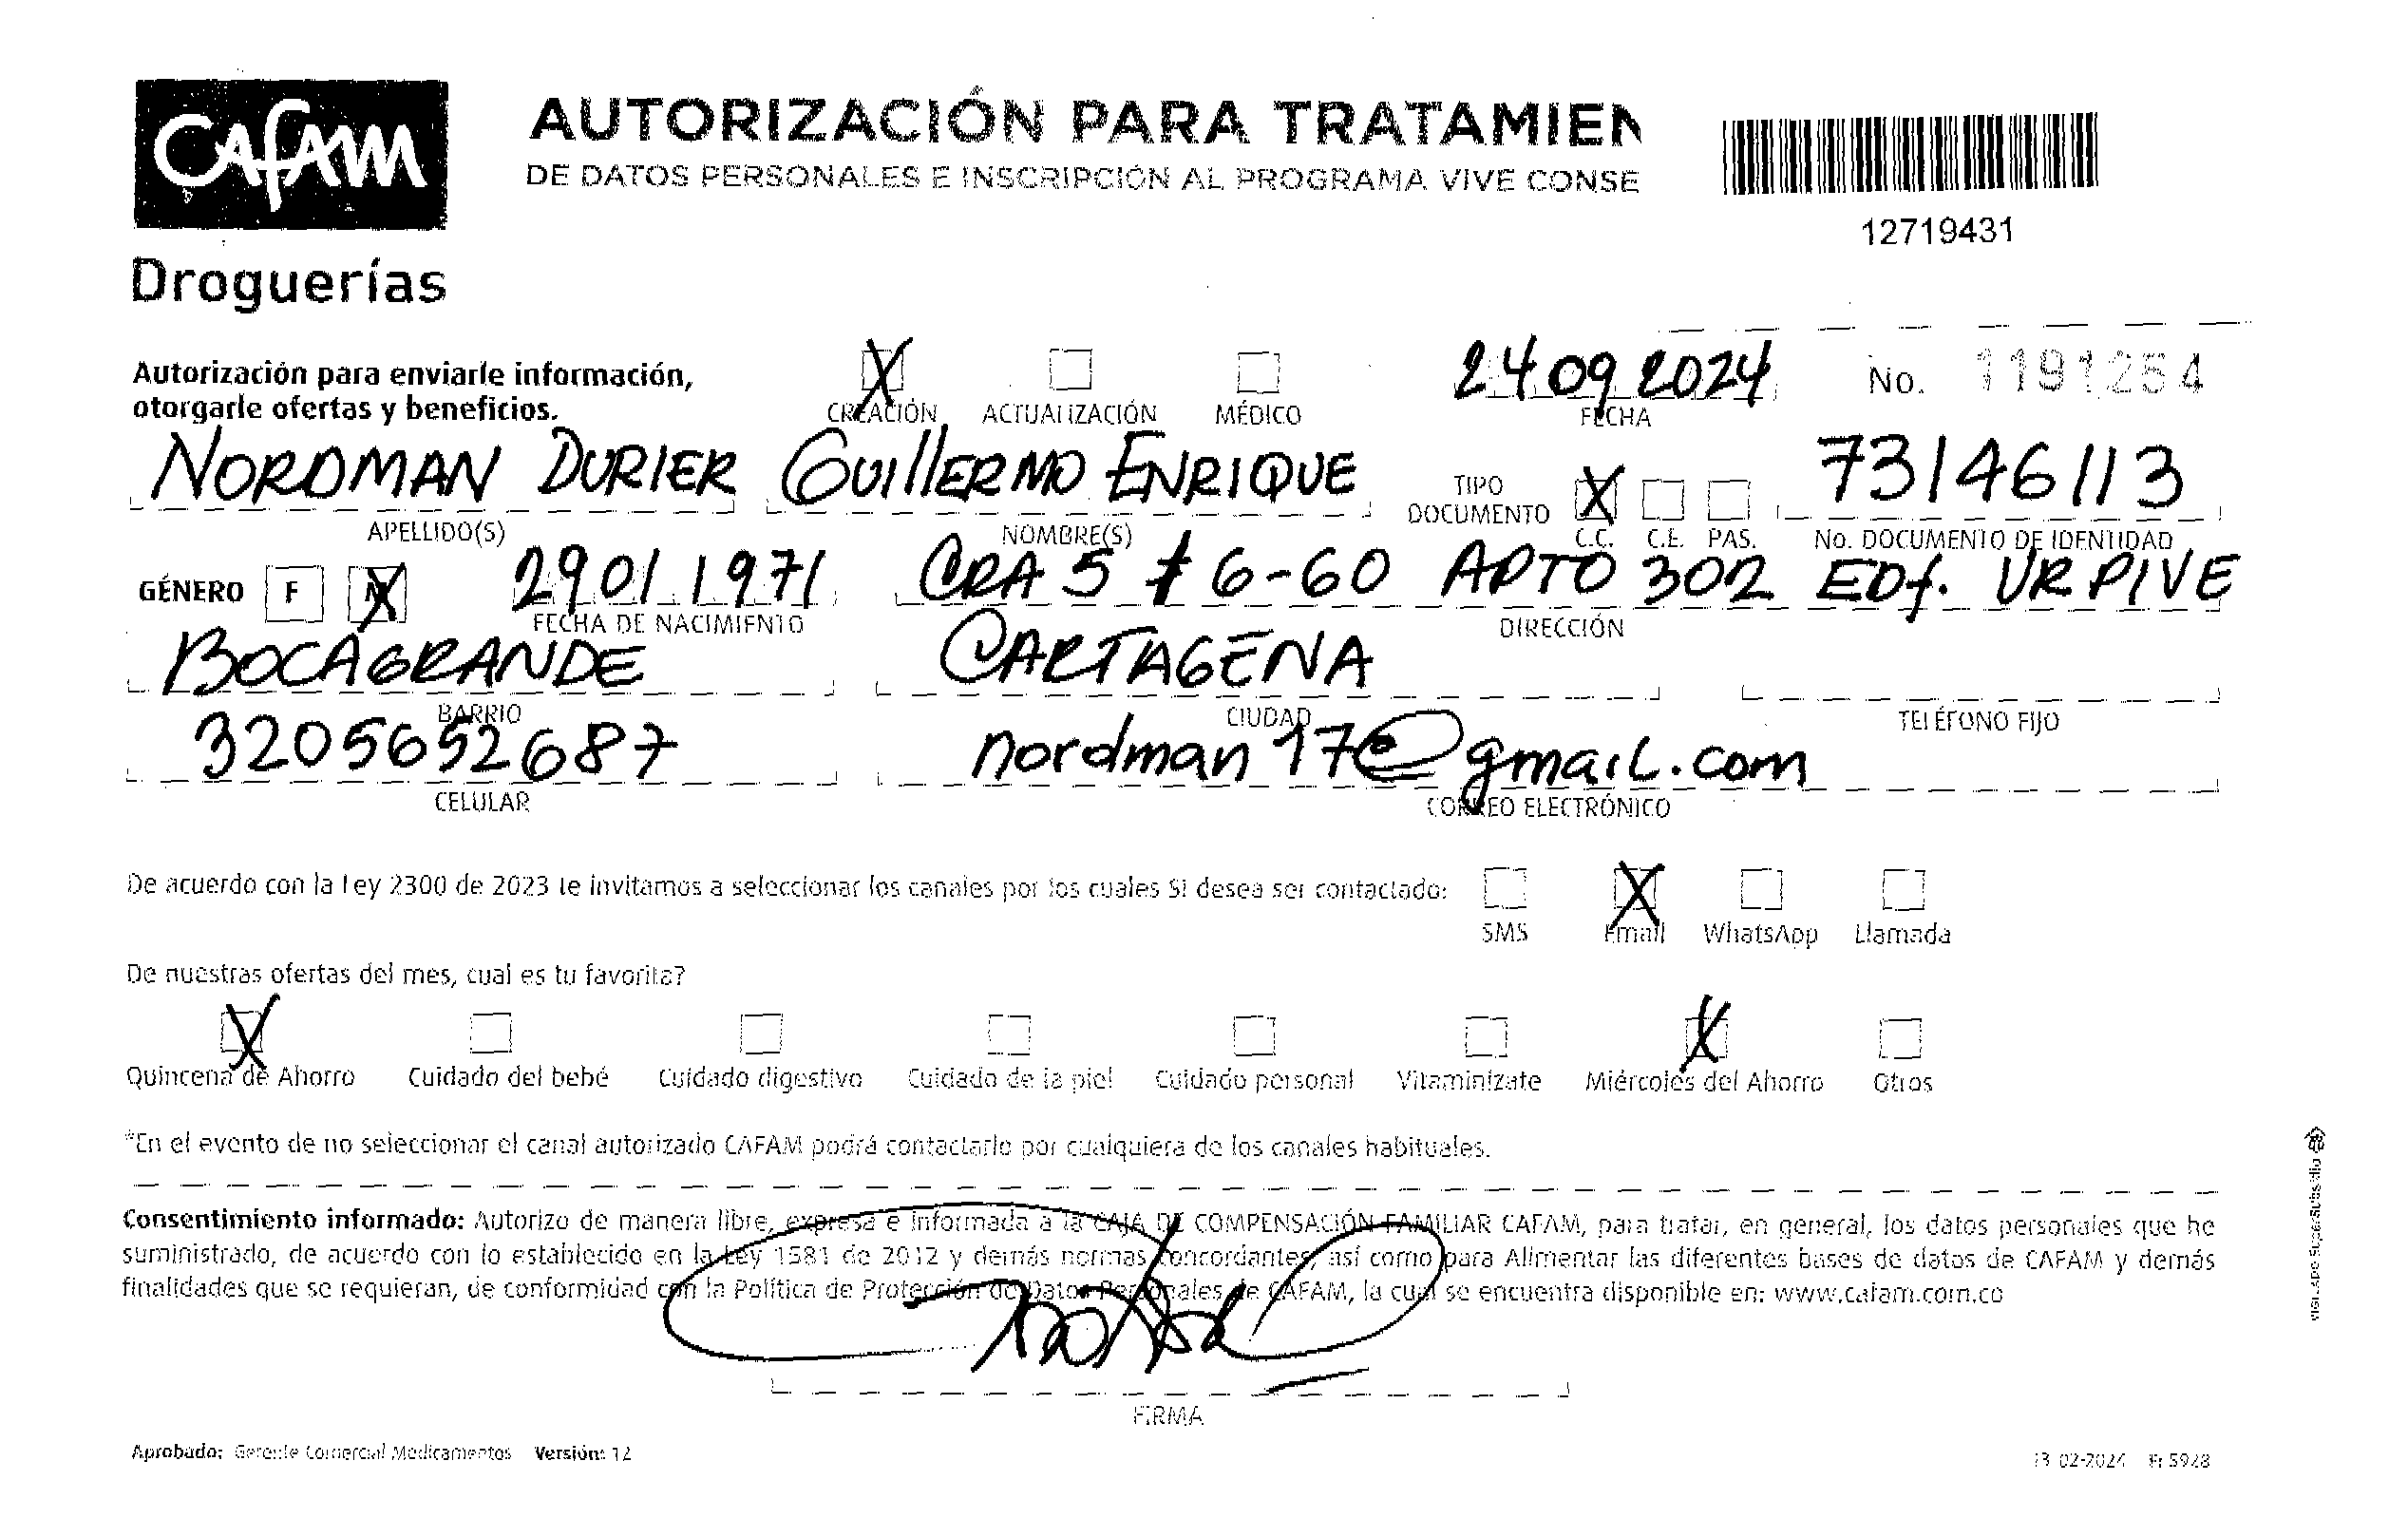 CAFAM
Droguerías
AUTORIZACIÓN PARA TRATAMIEN
DE DATOS PERSONALES E INSCRIPCIÓN AL PROGRAMA VIVE CONSE
12719431
Autorización para enviarle información,
otorgarle ofertas y beneficios.
X CREACIÓN ACTUALIZACIÓN MÉDICO
24 09 2024
FECHA
No. 1191254
NORDMAN DURIER GUIllERMO ENRIQUE
APELLIDO(S) NOMBRE(S)
TIPO DOCUMENTO X C.C. C.E. PAS.
73146113
No. DOCUMENTO DE IDENTIDAD
GÉNERO F M X 29 01 1971 CRA 5 # 6-60 APTO 302 EDf. URPIVE
FECHA DE NACIMIENTO DIRECCIÓN
BOCAGRANDE CARTAGENA
BARRIO CIUDAD TELÉFONO FIJO
3205652687 nordman17@gmail.com
CELULAR CORREO ELECTRÓNICO
De acuerdo con la ley 2300 de 2023 te invitamos a seleccionar los canales por los cuales SI desea ser contactado:
SMS X Email WhatsApp Llamada
De nuestras ofertas del mes, cual es tu favorita?
X X
Quincena de Ahorro Cuidado del bebé Cuidado digestivo Cuidado de la piel Cuidado personal Vitaminízate Miércoles del Ahorro Otros
*En el evento de no seleccionar el canal autorizado CAFAM podrá contactarlo por cualquiera de los canales habituales.
Consentimiento informado: Autorizo de manera libre, expresa e informada a la CAJA DE COMPENSACIÓN FAMILIAR CAFAM, para tratar, en general, los datos personales que he
suministrado, de acuerdo con lo establecido en la Ley 1581 de 2012 y demás normas concordantes, así como para Alimentar las diferentes bases de datos de CAFAM y demás
finalidades que se requieran, de conformidad con la Política de Protección de Datos Personales de CAFAM, la cual se encuentra disponible en: www.cafam.com.co
FIRMA
Aprobado: Gerente Comercial Medicamentos Versión: 12
13-02-2024 Fr 5928
VIGILADO SuperSubsidio